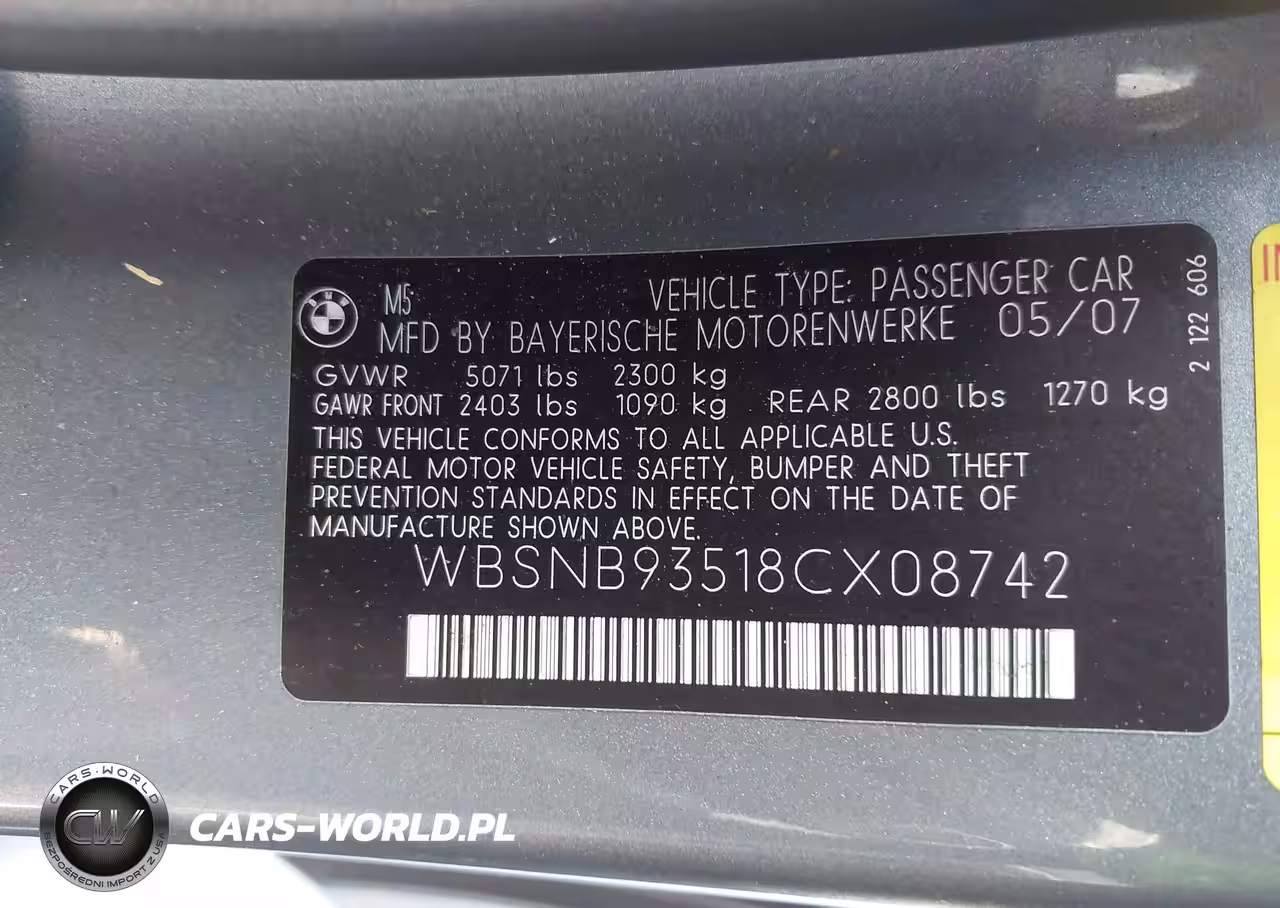 M5
VEHICLE TYPE: PASSENGER CAR
MFD BY BAYERISCHE MOTORENWERKE 05/07
GVWR 5071 lbs 2300 kg
GAWR FRONT 2403 lbs 1090 kg REAR 2800 lbs 1270 kg
THIS VEHICLE CONFORMS TO ALL APPLICABLE U.S.
FEDERAL MOTOR VEHICLE SAFETY, BUMPER AND THEFT
PREVENTION STANDARDS IN EFFECT ON THE DATE OF
MANUFACTURE SHOWN ABOVE.
WBSNB93518CX08742
2 122 606
CARS-WORLD
CW
BEZPOŚREDNI IMPORT Z USA
CARS-WORLD.PL